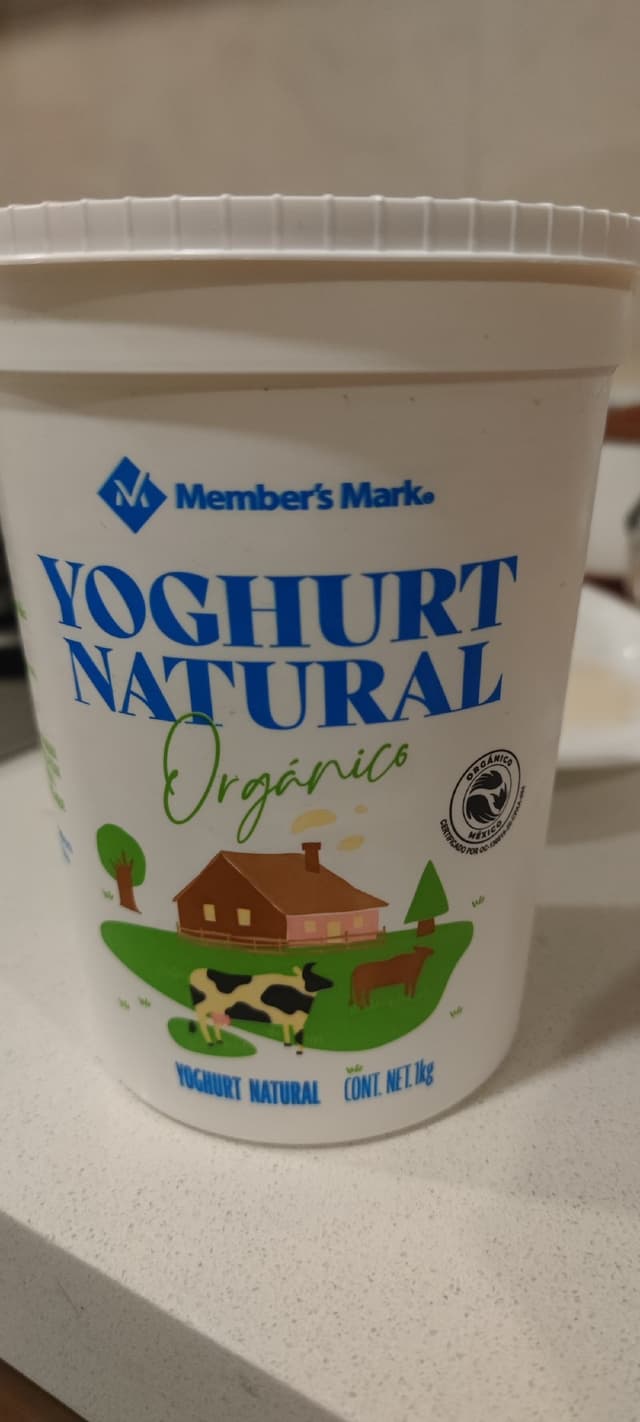 Member's Mark
YOGHURT
NATURAL
Orgánico
ORGÁNICO
MÉXICO
YOGHURT NATURAL CONT. NET. 1kg